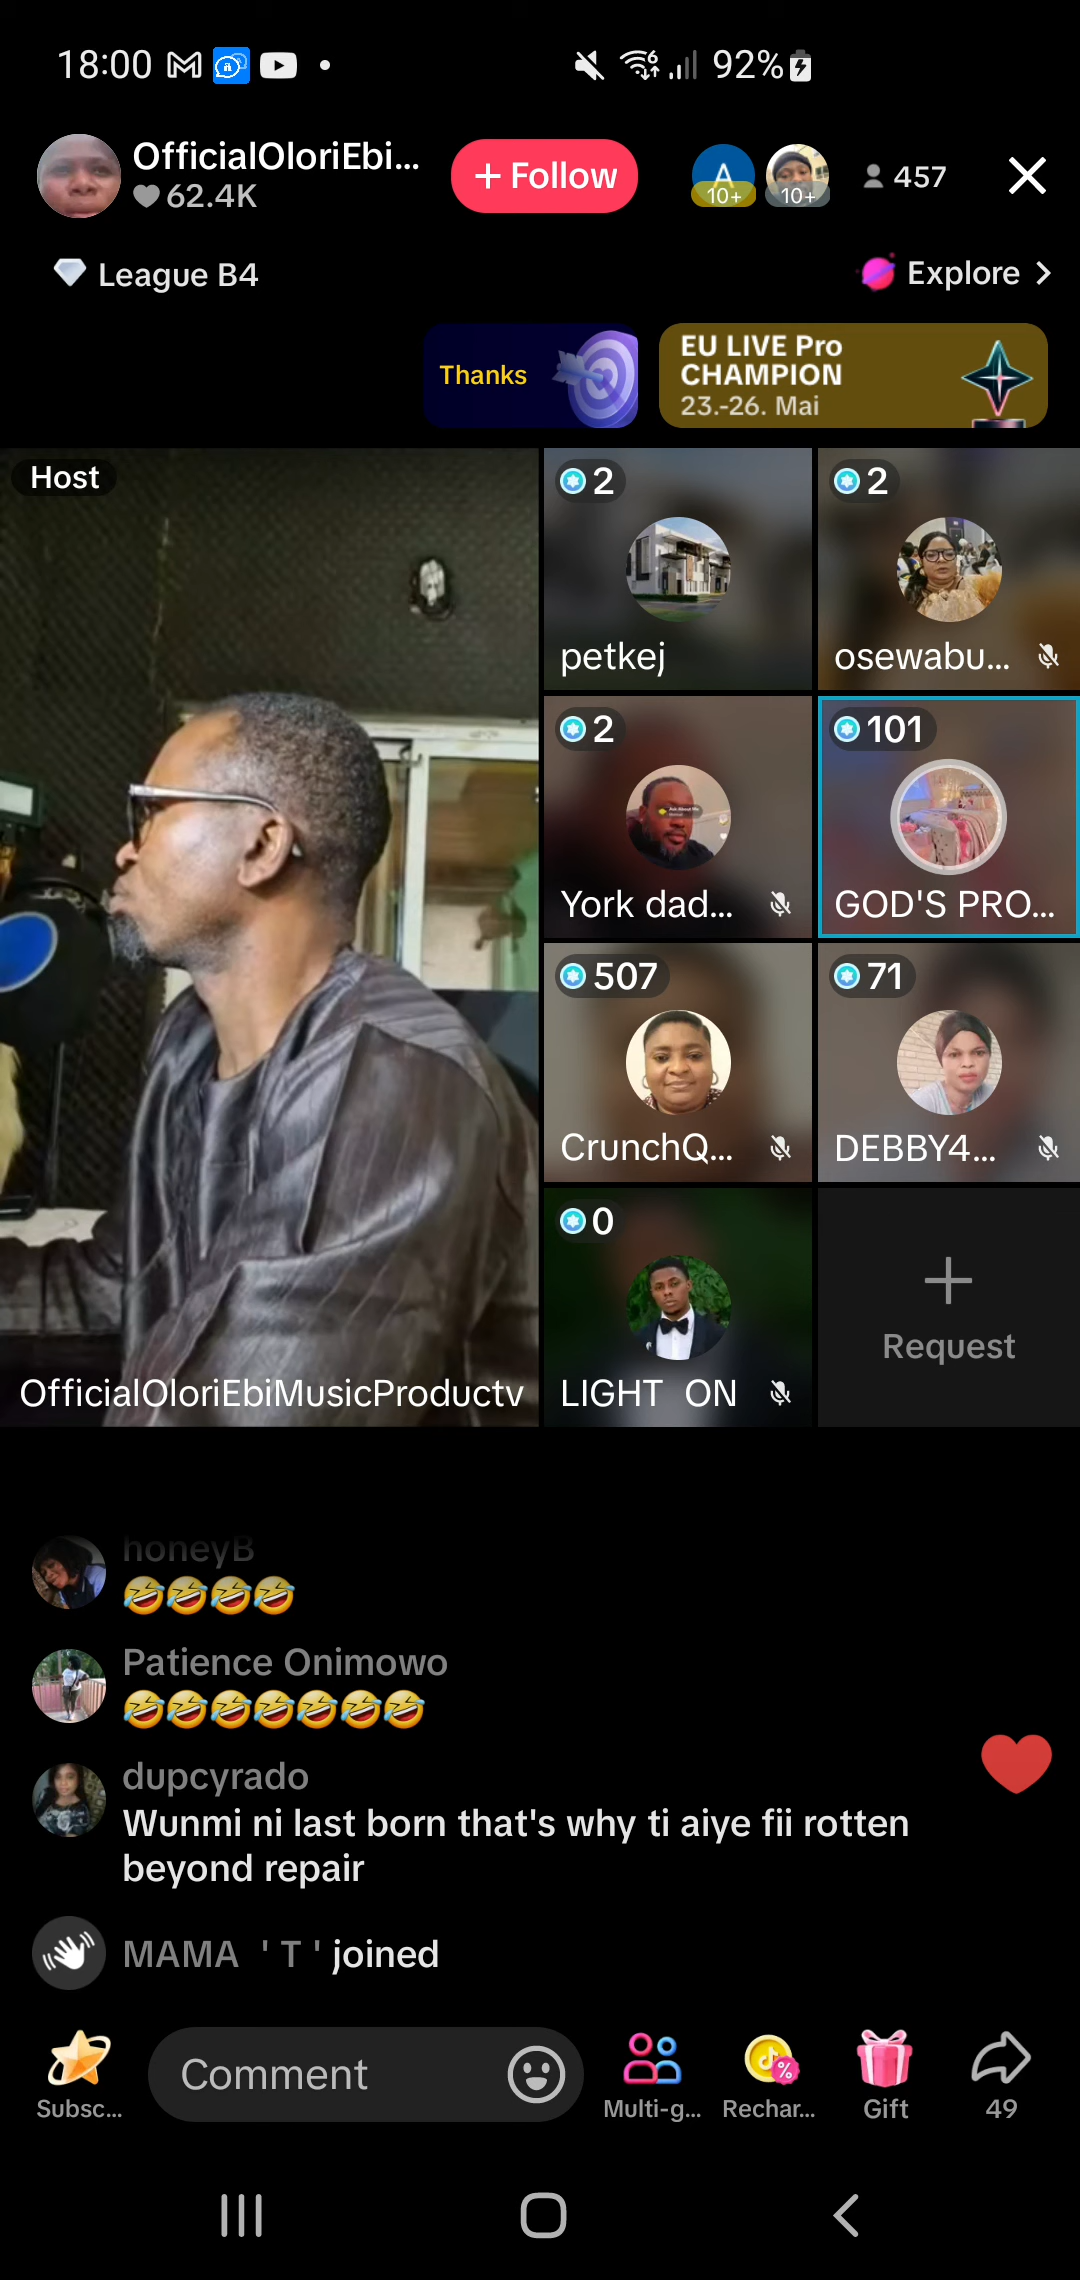 18:00
92%
OfficialOloriEbi...
62.4K
+ Follow
A
10+
10+
457
League B4
Explore
Thanks
EU LIVE Pro
CHAMPION
23.-26. Mai
Host
OfficialOloriEbiMusicProductv
2
petkej
2
osewabu...
2
York dad...
101
GOD'S PRO...
507
CrunchQ...
71
DEBBY4...
0
LIGHT ON
Request
honeyB
🤣🤣🤣🤣
Patience Onimowo
🤣🤣🤣🤣🤣🤣🤣
dupcyrado
Wunmi ni last born that's why ti aiye fii rotten
beyond repair
MAMA ' T ' joined
Subsc...
Comment
Multi-g...
Rechar...
Gift
49